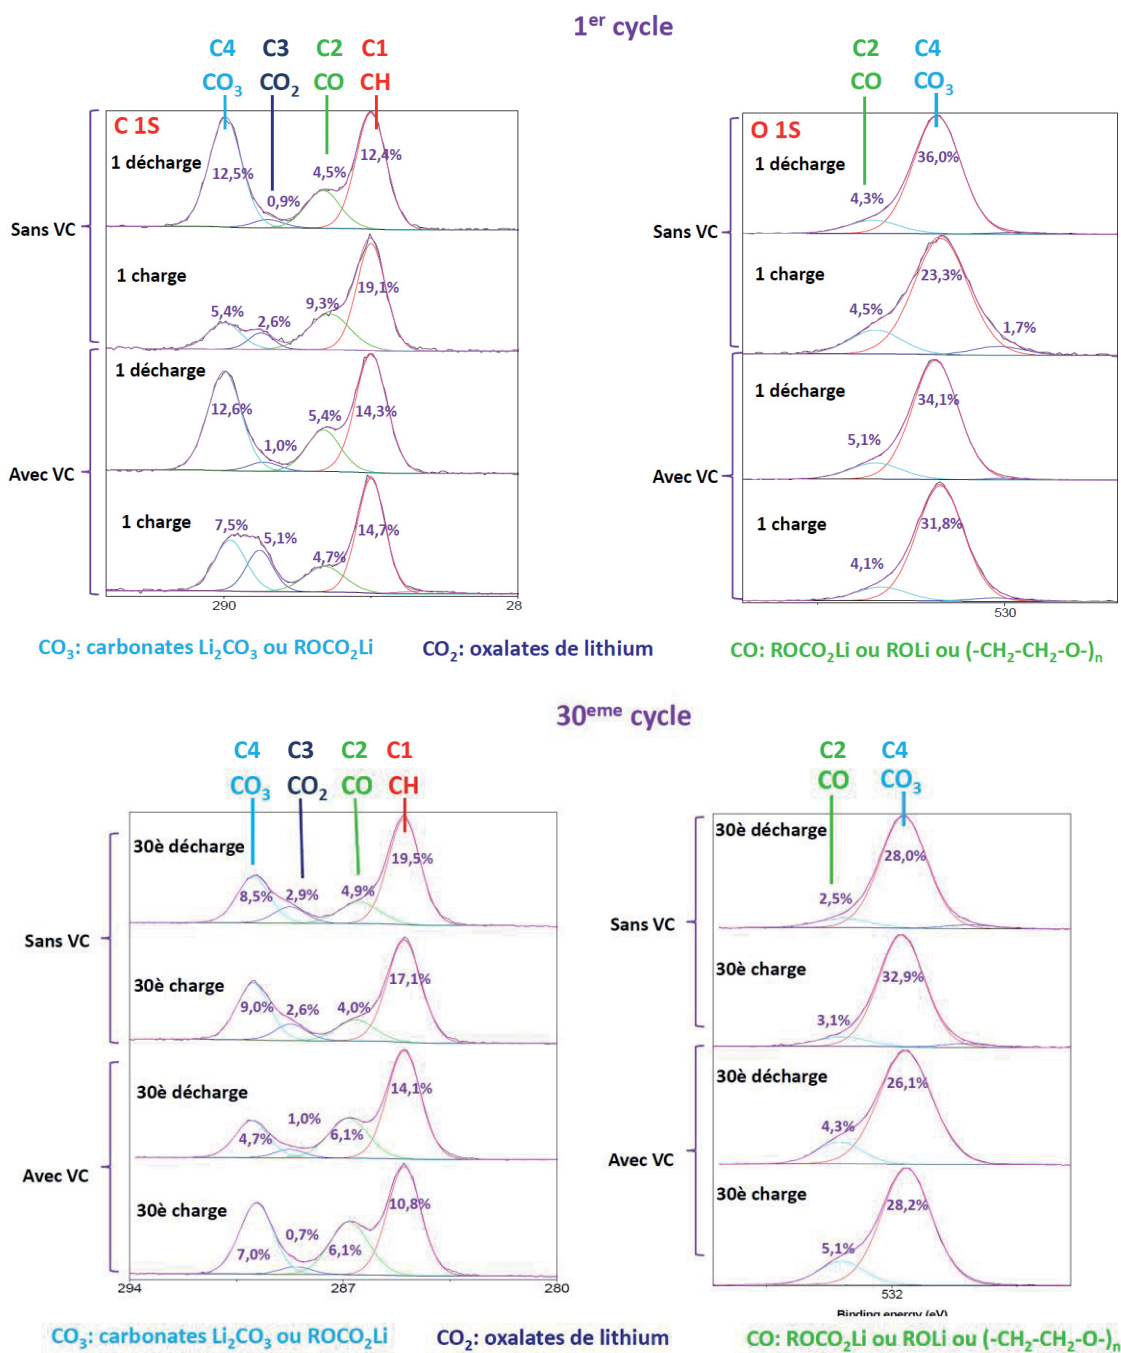 1er cycle
C4 C3 C2 C1
CO3 CO2 CO CH
C2 C4
CO CO3
C 1S
1 décharge
12,5%
0,9%
4,5%
12,4%
Sans VC
1 charge
5,4%
2,6%
9,3%
19,1%
1 décharge
12,6%
1,0%
5,4%
14,3%
Avec VC
1 charge
7,5%
5,1%
4,7%
14,7%
290 28
O 1S
1 décharge
4,3%
36,0%
Sans VC
1 charge
4,5%
23,3%
1,7%
1 décharge
5,1%
34,1%
Avec VC
1 charge
4,1%
31,8%
530
CO3: carbonates Li2CO3 ou ROCO2Li CO2: oxalates de lithium CO: ROCO2Li ou ROLi ou (-CH2-CH2-O-)n
30eme cycle
C4 C3 C2 C1
CO3 CO2 CO CH
C2 C4
CO CO3
30è décharge
8,5%
2,9%
4,9%
19,5%
Sans VC
30è charge
9,0%
2,6%
4,0%
17,1%
30è décharge
4,7%
1,0%
6,1%
14,1%
Avec VC
30è charge
7,0%
0,7%
6,1%
10,8%
294 287 280
30è décharge
2,5%
28,0%
Sans VC
30è charge
3,1%
32,9%
30è décharge
4,3%
26,1%
Avec VC
30è charge
5,1%
28,2%
532
Binding energy (eV)
CO3: carbonates Li2CO3 ou ROCO2Li CO2: oxalates de lithium CO: ROCO2Li ou ROLi ou (-CH2-CH2-O-)n